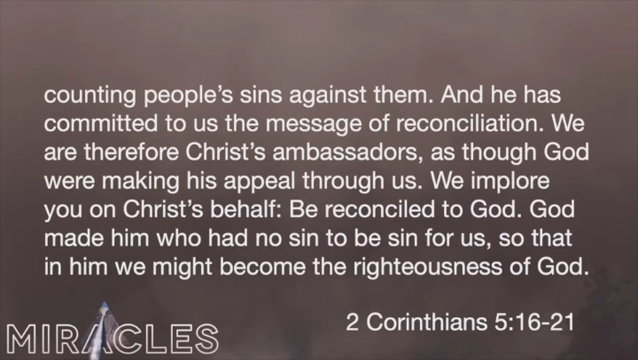 counting people’s sins against them. And he has
committed to us the message of reconciliation. We
are therefore Christ’s ambassadors, as though God
were making his appeal through us. We implore
you on Christ’s behalf: Be reconciled to God. God
made him who had no sin to be sin for us, so that
in him we might become the righteousness of God.
2 Corinthians 5:16-21
MIRACLES